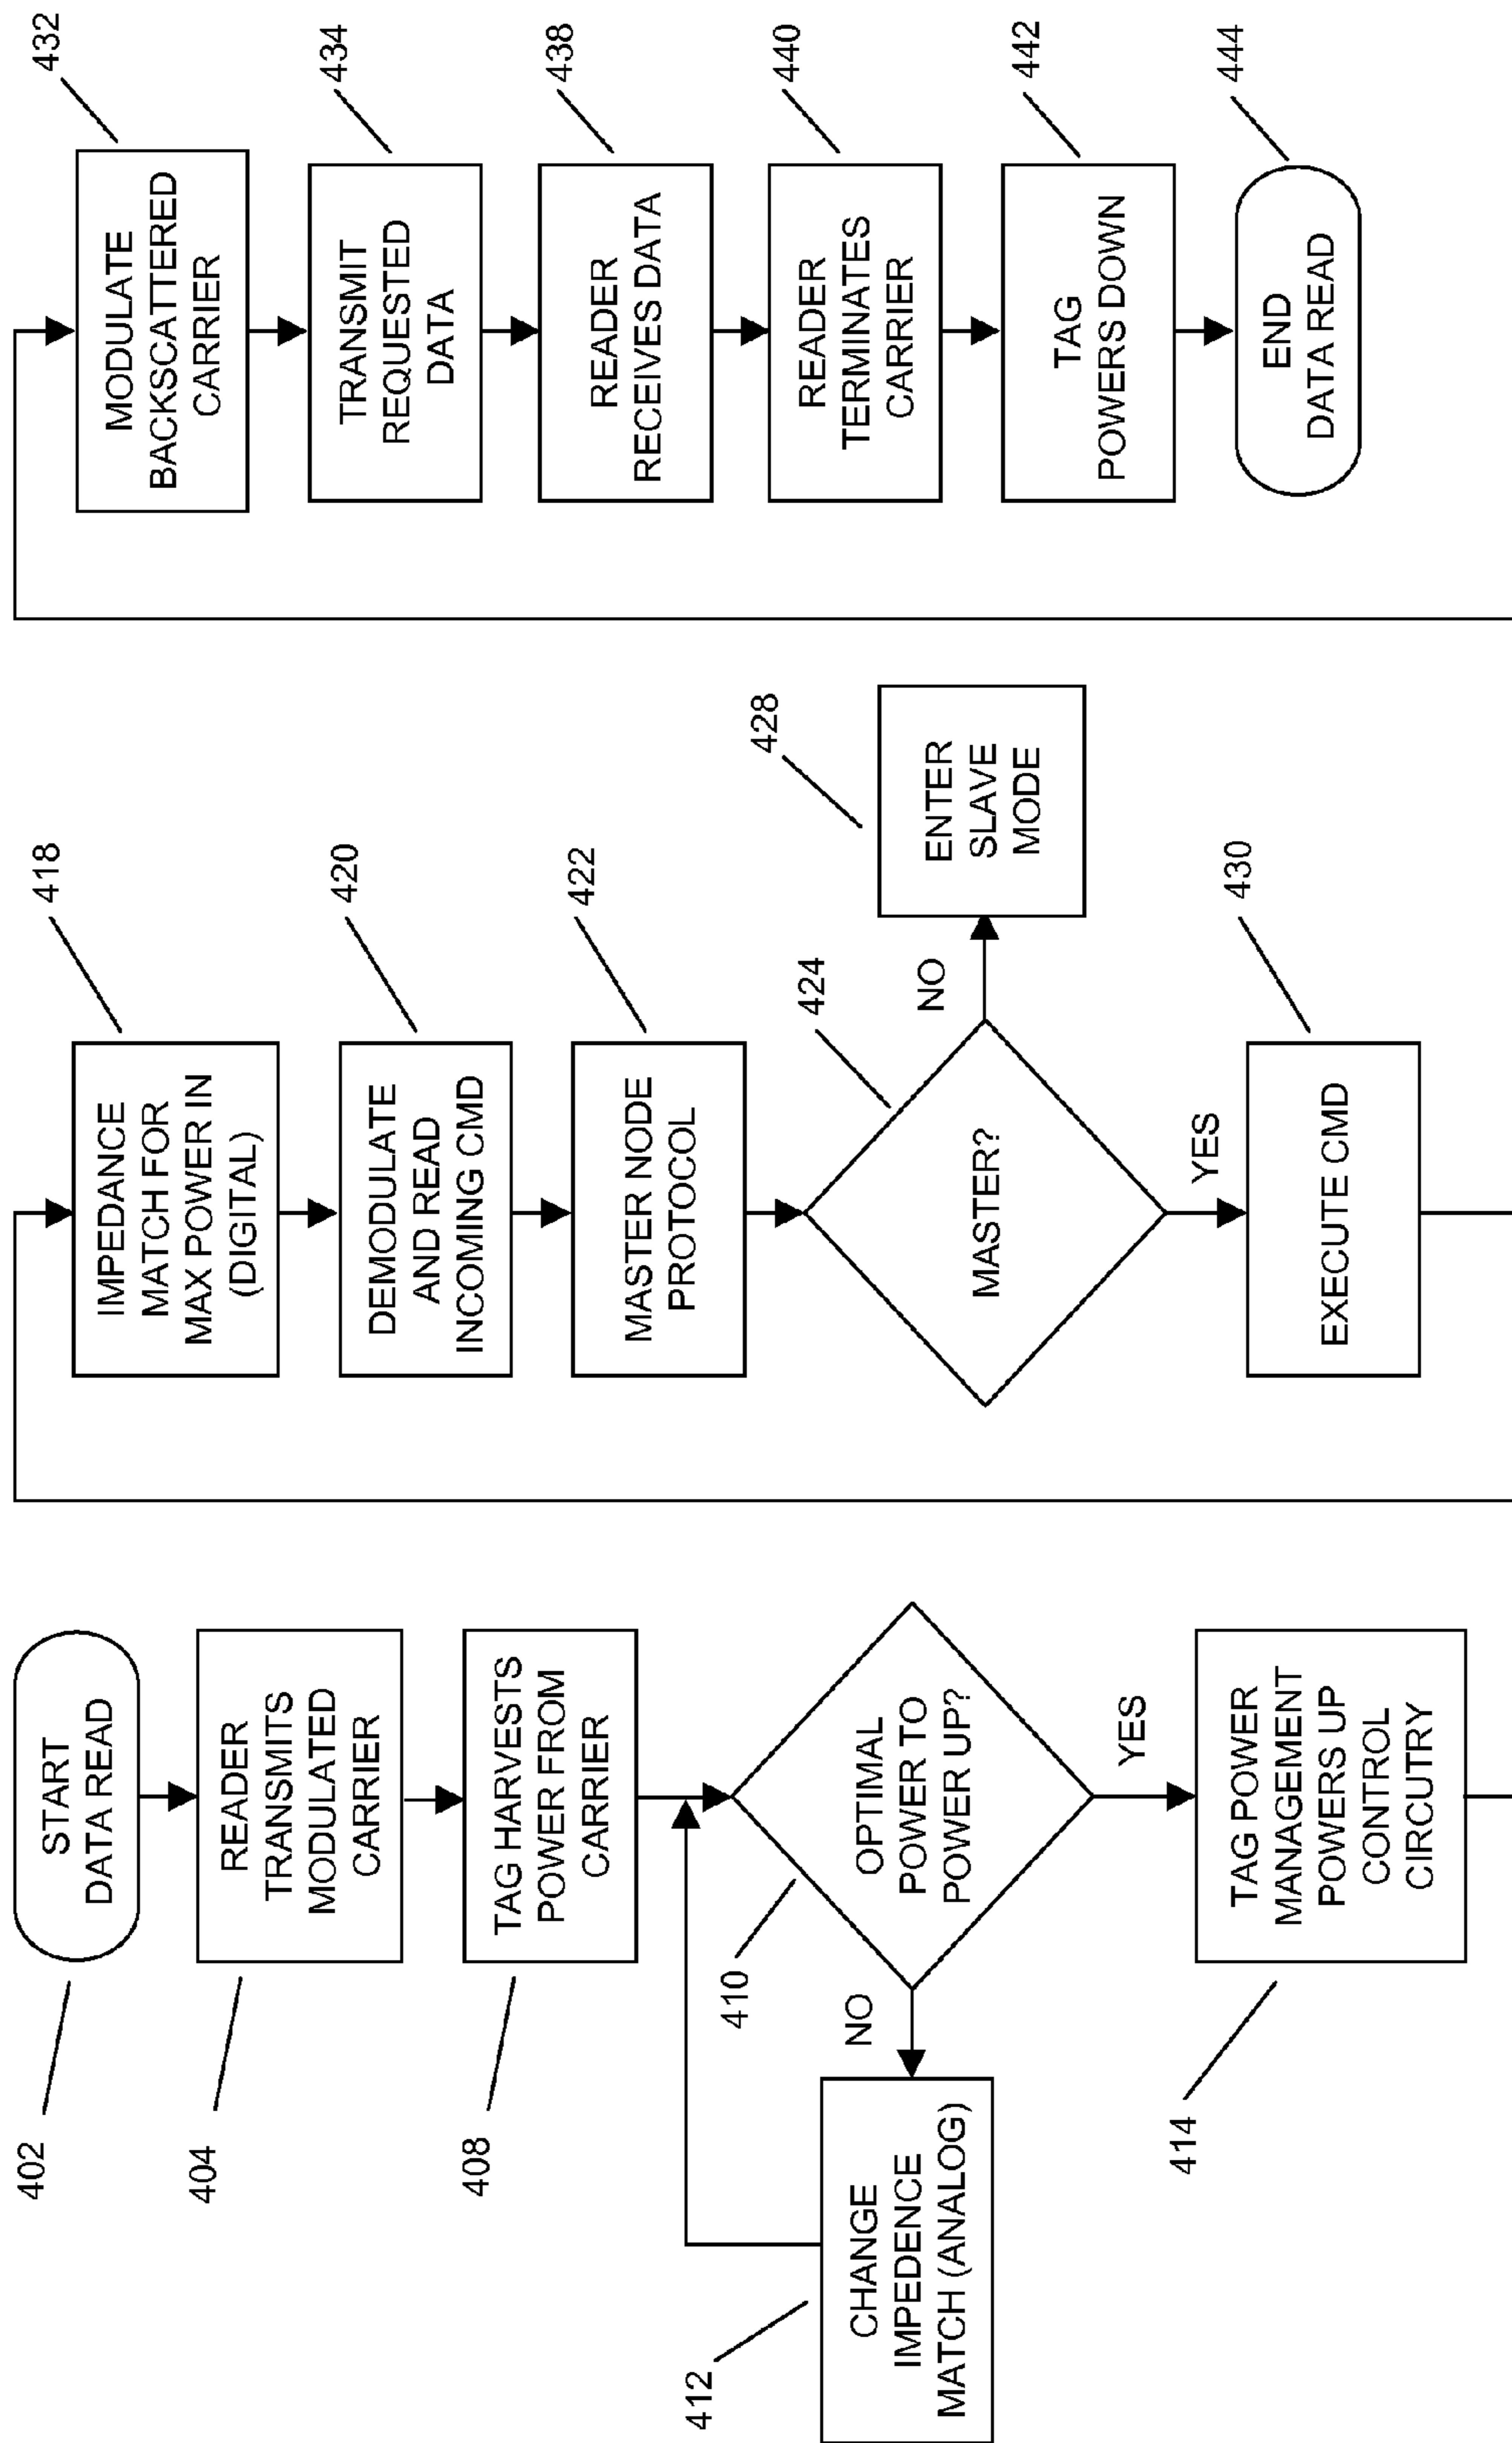 402
START
DATA READ
404
READER
TRANSMITS
MODULATED
CARRIER
408
TAG HARVESTS
POWER FROM
CARRIER
410
OPTIMAL
POWER TO
POWER UP?
NO
412
CHANGE
IMPEDENCE
MATCH (ANALOG)
YES
414
TAG POWER
MANAGEMENT
POWERS UP
CONTROL
CIRCUTRY
418
IMPEDANCE
MATCH FOR
MAX POWER IN
(DIGITAL)
420
DEMODULATE
AND READ
INCOMING CMD
422
MASTER NODE
PROTOCOL
424
MASTER?
NO
428
ENTER
SLAVE
MODE
YES
430
EXECUTE CMD
432
MODULATE
BACKSCATTERED
CARRIER
434
TRANSMIT
REQUESTED
DATA
438
READER
RECEIVES DATA
440
READER
TERMINATES
CARRIER
442
TAG
POWERS DOWN
444
END
DATA READ